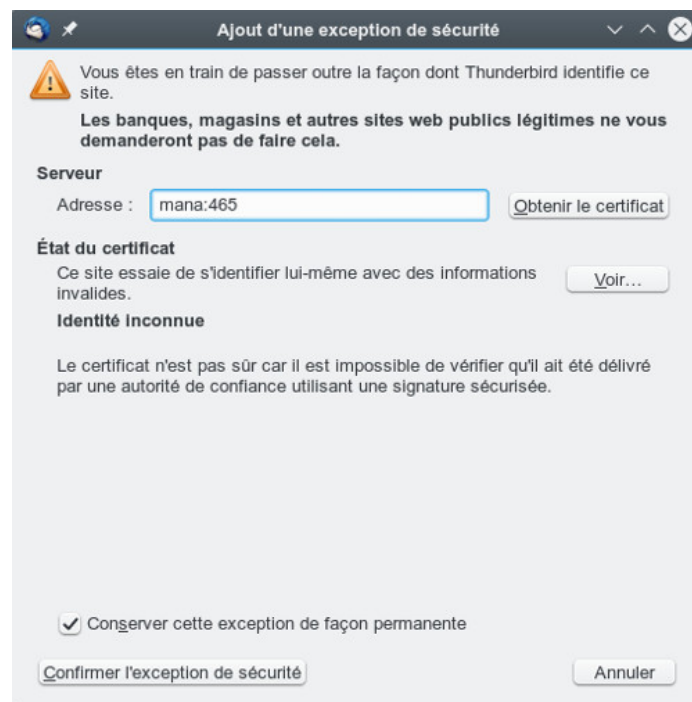 Ajout d'une exception de sécurité
Vous êtes en train de passer outre la façon dont Thunderbird identifie ce
site.
Les banques, magasins et autres sites web publics légitimes ne vous
demanderont pas de faire cela.
Serveur
Adresse : mana:465 Obtenir le certificat
État du certificat
Ce site essaie de s'identifier lui-même avec des informations
invalides.
Voir...
Identité inconnue
Le certificat n'est pas sûr car il est impossible de vérifier qu'il ait été délivré
par une autorité de confiance utilisant une signature sécurisée.
Conserver cette exception de façon permanente
Confirmer l'exception de sécurité Annuler